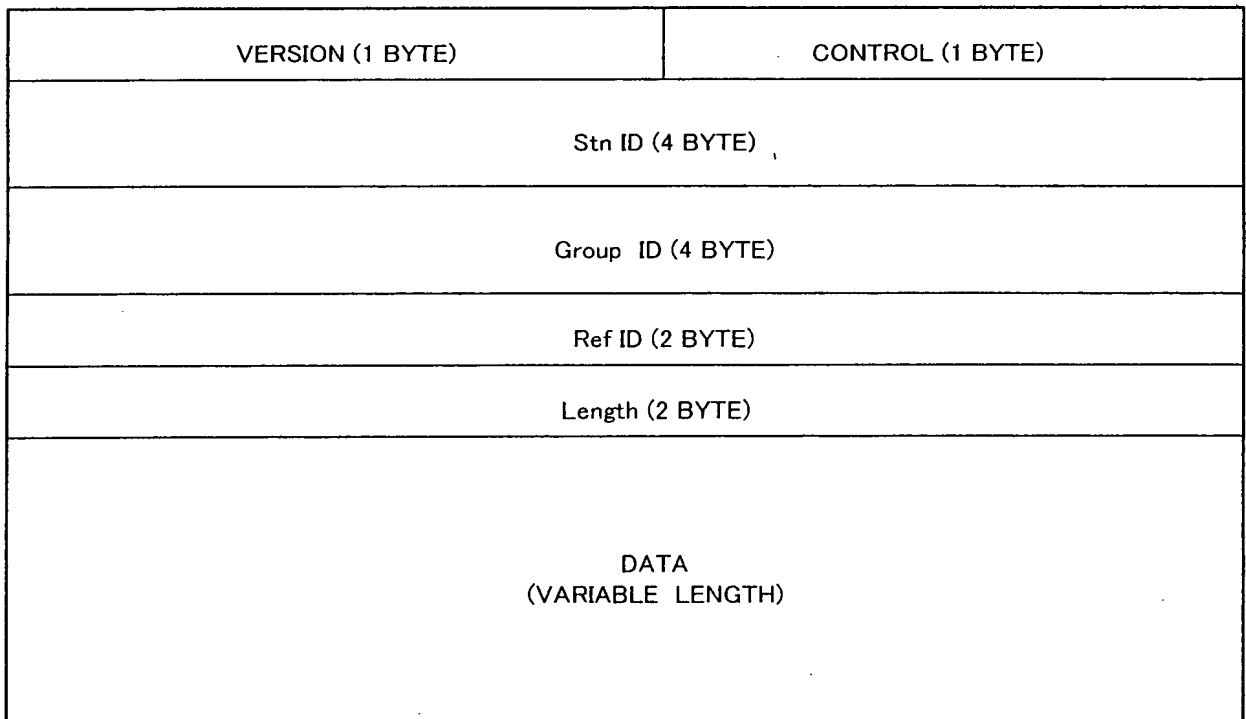 VERSION (1 BYTE)
CONTROL (1 BYTE)
Stn ID (4 BYTE)
Group ID (4 BYTE)
Ref ID (2 BYTE)
Length (2 BYTE)
DATA
(VARIABLE LENGTH)